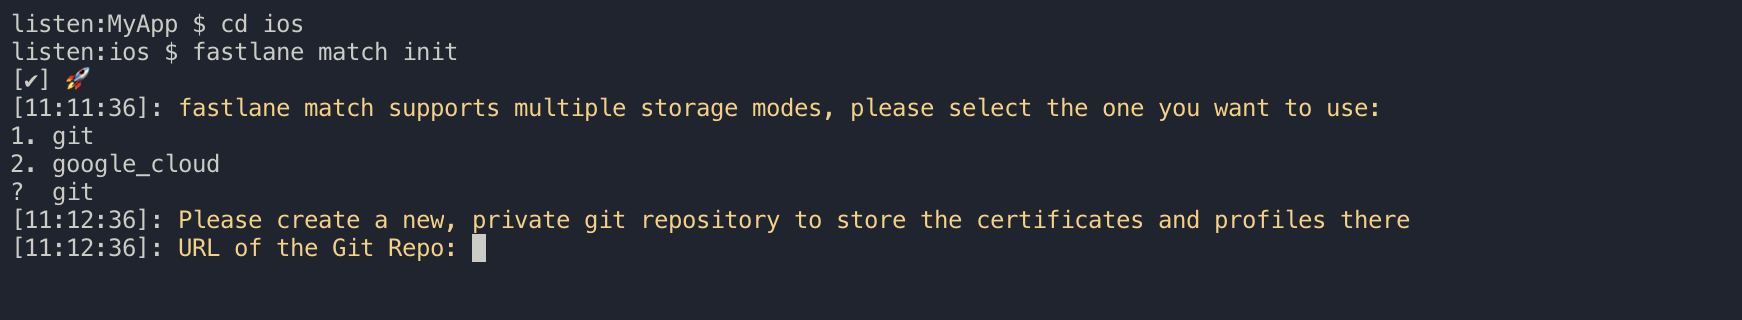 listen:MyApp $ cd ios
listen:ios $ fastlane match init
[✔] 🚀
[11:11:36]: fastlane match supports multiple storage modes, please select the one you want to use:
1. git
2. google_cloud
?  git
[11:12:36]: Please create a new, private git repository to store the certificates and profiles there
[11:12:36]: URL of the Git Repo: